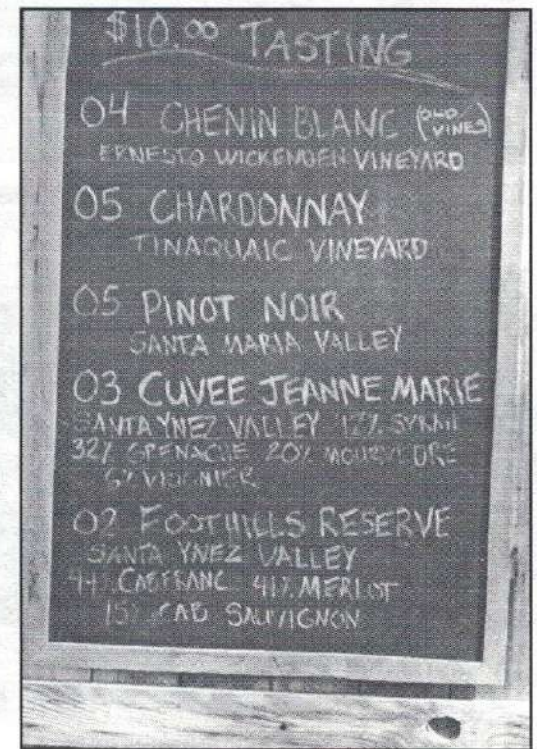 $10.00 TASTING
04 CHENIN BLANC (OLD VINES)
ERNESTO WICKENDEN VINEYARD
05 CHARDONNAY
TINAQUAIC VINEYARD
05 PINOT NOIR
SANTA MARIA VALLEY
03 CUVEE JEANNE MARIE
SANTA YNEZ VALLEY SYRAH
32% GRENACHE 20% MOURVEDRE
VIOGNIER
02 FOOTHILLS RESERVE
SANTA YNEZ VALLEY
44% CAB FRANC 41% MERLOT
15% CAB SAUVIGNON